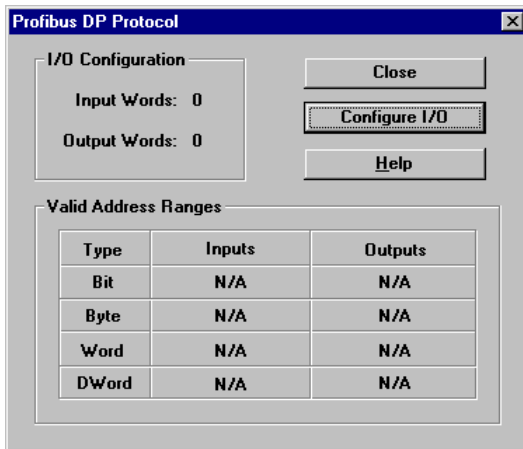 Profibus DP Protocol
I/O Configuration
Input Words: 0
Output Words: 0
Close
Configure I/O
Help
Valid Address Ranges
Type Inputs Outputs
Bit N/A N/A
Byte N/A N/A
Word N/A N/A
DWord N/A N/A